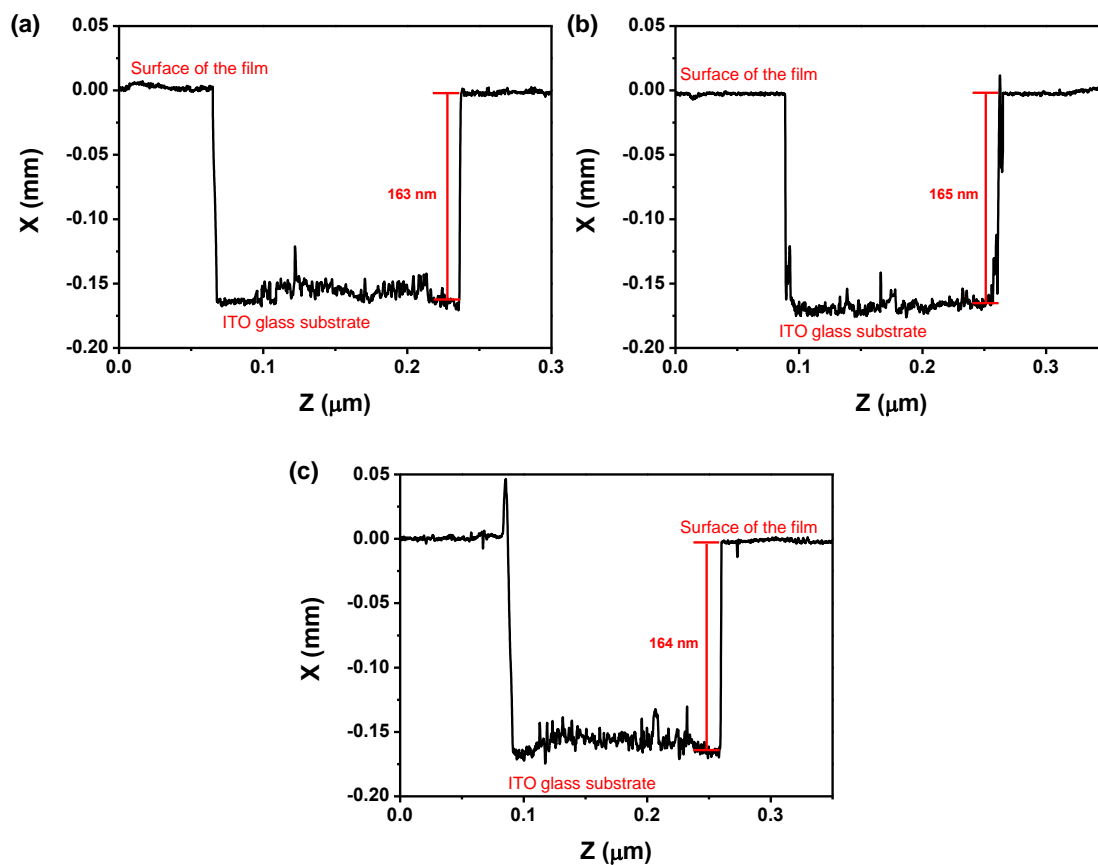 (a)
0.05
0.00
-0.05
-0.10
-0.15
-0.20
X (mm)
Surface of the film
163 nm
ITO glass substrate
0.0 0.1 0.2 0.3
Z (μm)
(b)
0.05
0.00
-0.05
-0.10
-0.15
-0.20
X (mm)
Surface of the film
165 nm
ITO glass substrate
0.0 0.1 0.2 0.3
Z (μm)
(c)
0.05
0.00
-0.05
-0.10
-0.15
-0.20
X (mm)
Surface of the film
164 nm
ITO glass substrate
0.0 0.1 0.2 0.3
Z (μm)